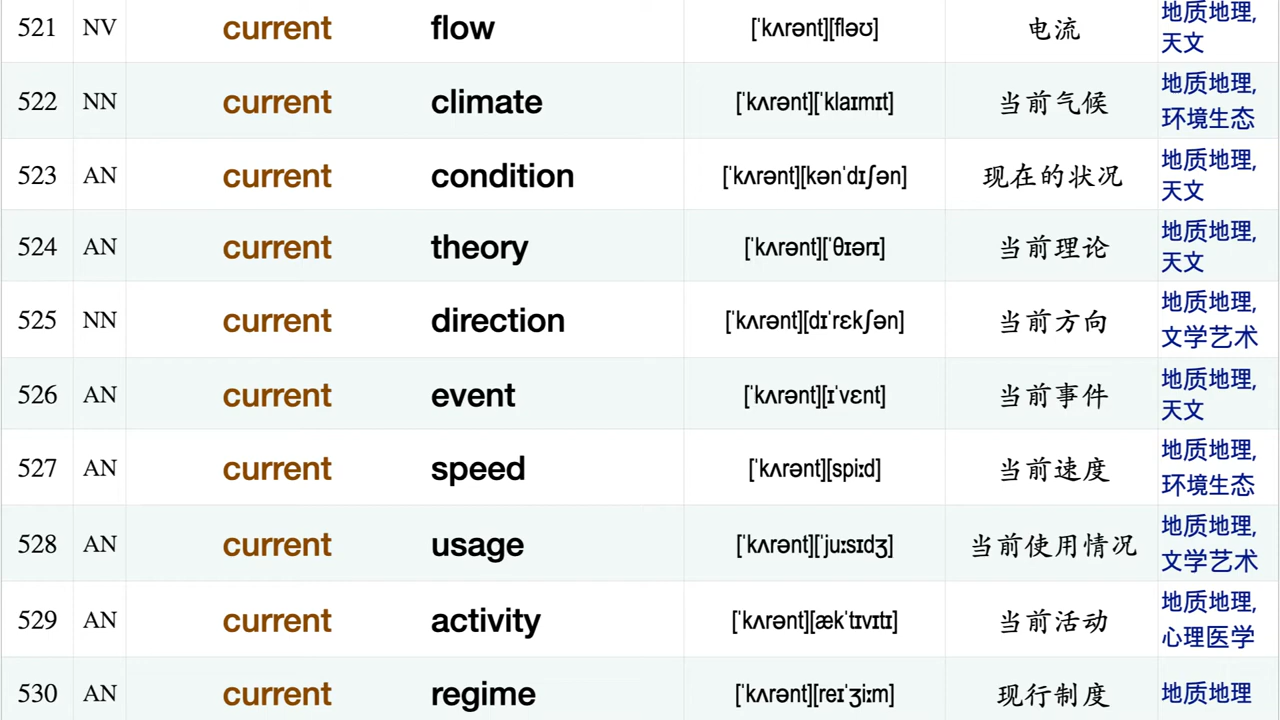 521 NV current flow [ˈkʌrənt][fləʊ] 电流 地质地理,
天文
522 NN current climate [ˈkʌrənt][ˈklaɪmɪt] 当前气候 地质地理,
环境生态
523 AN current condition [ˈkʌrənt][kənˈdɪʃən] 现在的状况 地质地理,
天文
524 AN current theory [ˈkʌrənt][ˈθɪərɪ] 当前理论 地质地理,
天文
525 NN current direction [ˈkʌrənt][dɪˈrɛkʃən] 当前方向 地质地理,
文学艺术
526 AN current event [ˈkʌrənt][ɪˈvɛnt] 当前事件 地质地理,
天文
527 AN current speed [ˈkʌrənt][spiːd] 当前速度 地质地理,
环境生态
528 AN current usage [ˈkʌrənt][ˈjuːsɪdʒ] 当前使用情况 地质地理,
文学艺术
529 AN current activity [ˈkʌrənt][ækˈtɪvɪtɪ] 当前活动 地质地理,
心理医学
530 AN current regime [ˈkʌrənt][reɪˈʒiːm] 现行制度 地质地理